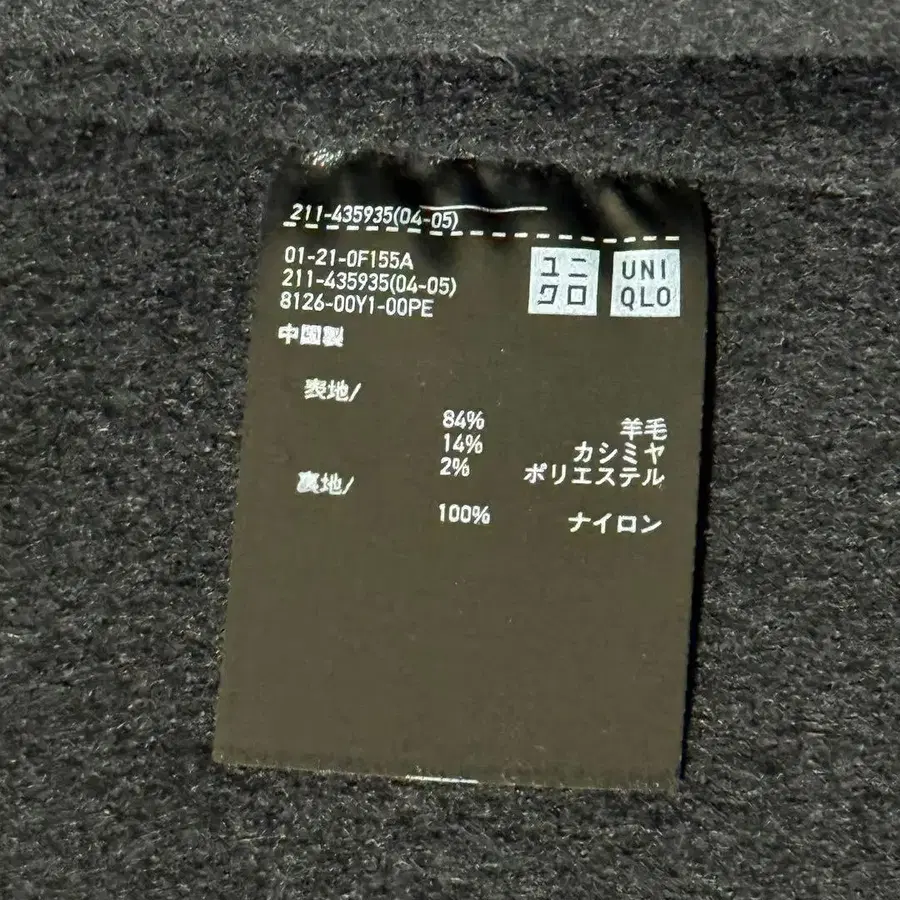 211-435935(04-05)
01-21-0F155A
211-435935(04-05)
8126-00Y1-00PE
中国製
ユニ
クロ
UNI
QLO
表地/
84% 羊毛
14% カシミヤ
2% ポリエステル
裏地/
100% ナイロン